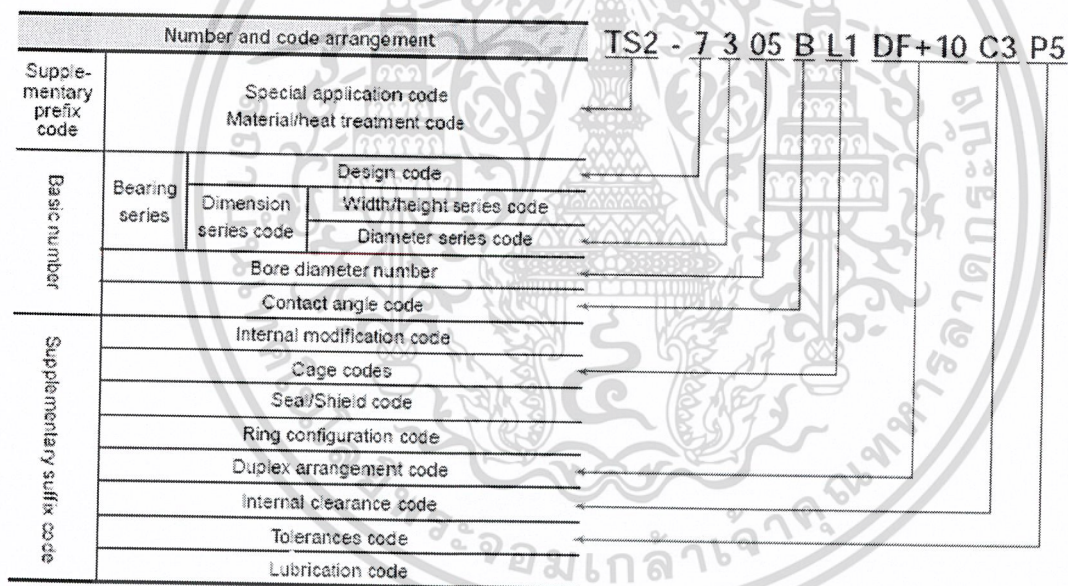 Number and code arrangement
TS2 - 7 3 05 B L1 DF+10 C3 P5
Supple-
mentary
prefix
code
Special application code
Material/heat treatment code
Basic number
Bearing
series
Design code
Dimension
series code
Width/height series code
Diameter series code
Bore diameter number
Contact angle code
Supplementary suffix code
Internal modification code
Cage codes
Seal/Shield code
Ring configuration code
Duplex arrangement code
Internal clearance code
Tolerances code
Lubrication code